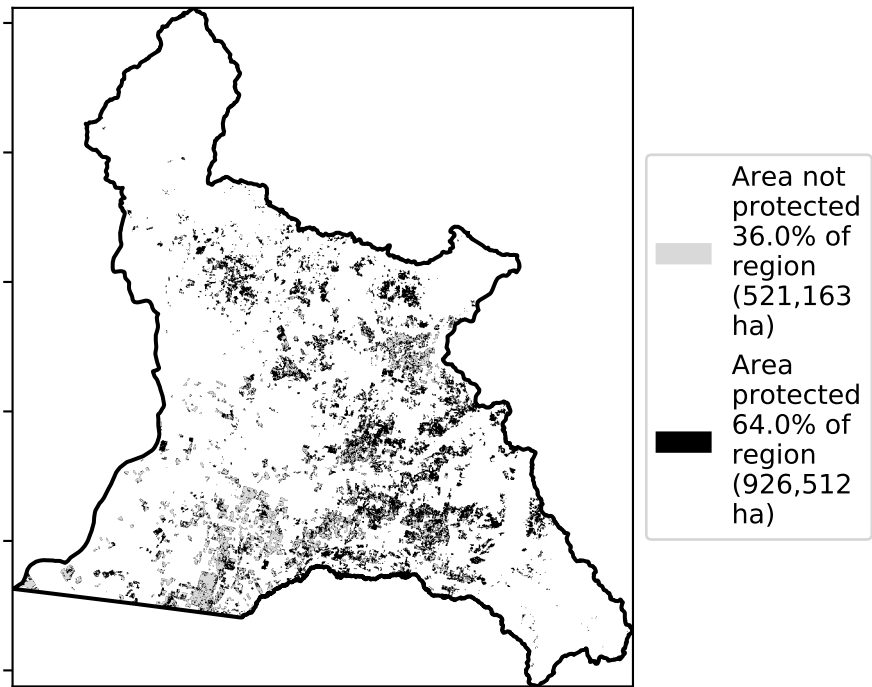 Area not
protected
36.0% of
region
(521,163
ha)
Area
protected
64.0% of
region
(926,512
ha)